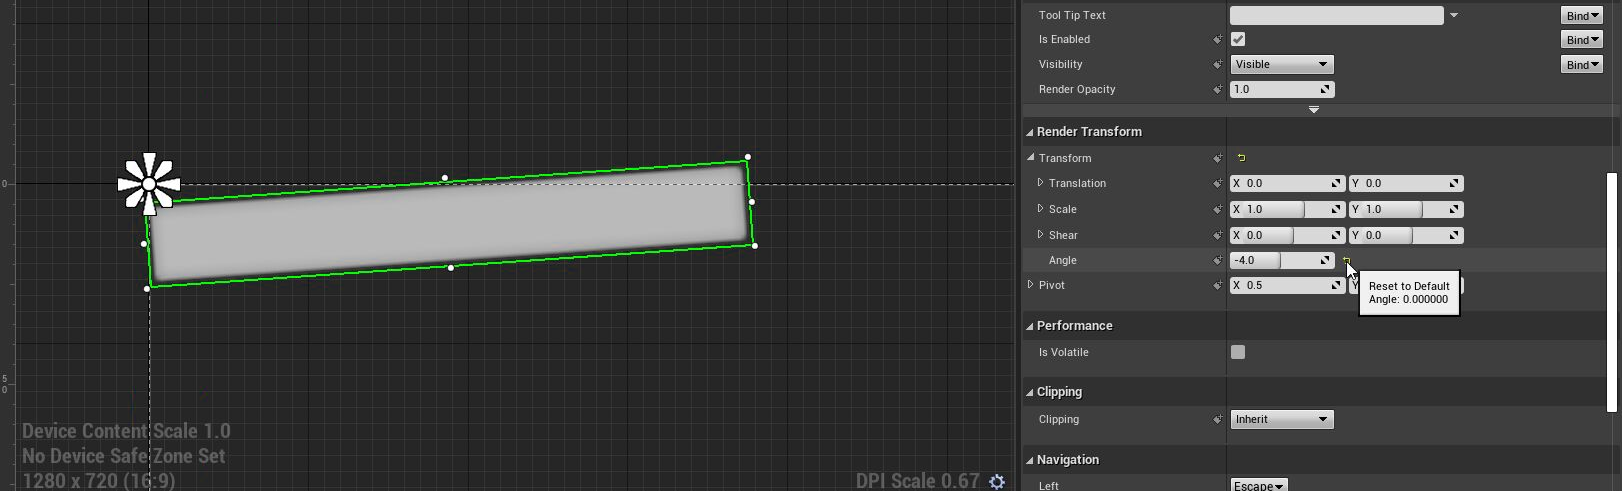 Tool Tip Text
Bind
Is Enabled
Bind
Visibility
Visible
Bind
Render Opacity
1.0
Render Transform
Transform
Translation
X 0.0
Y 0.0
Scale
X 1.0
Y 1.0
Shear
X 0.0
Y 0.0
Angle
-4.0
Pivot
X 0.5
Y
Reset to Default
Angle: 0.000000
Performance
Is Volatile
Clipping
Clipping
Inherit
Navigation
Left
Escape
0
5
0
Device Content Scale 1.0
No Device Safe Zone Set
1280 x 720 (16:9)
DPI Scale 0.67